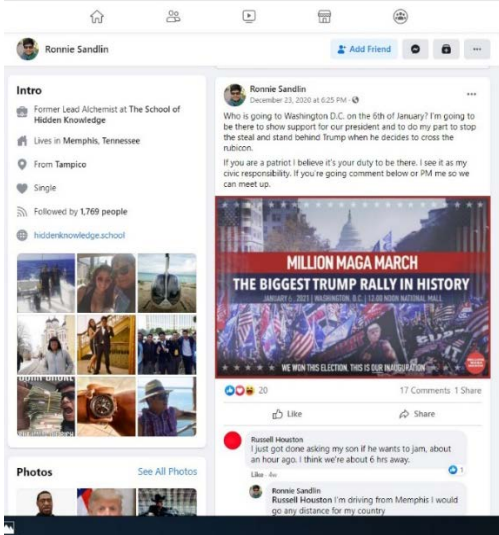 Ronnie Sandlin
Add Friend
Intro
Former Lead Alchemist at The School of
Hidden Knowledge
Lives in Memphis, Tennessee
From Tampico
Single
Followed by 1,769 people
hiddenknowledge.school
Photos
See All Photos
Ronnie Sandlin
December 23, 2020 at 6:25 PM ·
Who is going to Washington D.C. on the 6th of January? I'm going to
be there to show support for our president and to do my part to stop
the steal and stand behind Trump when he decides to cross the
rubicon.
If you are a patriot I believe it's your duty to be there. I see it as my
civic responsibility. If you're going comment below or PM me so we
can meet up.
MILLION MAGA MARCH
THE BIGGEST TRUMP RALLY IN HISTORY
JANUARY 6, 2021 | WASHINGTON, D.C. | 12:00 NOON NATIONAL MALL
WE WON THIS ELECTION, THIS IS OUR INAUGURATION
20
17 Comments 1 Share
Like
Share
Russell Houston
I just got done asking my son if he wants to jam, about
an hour ago. I think we're about 6 hrs away.
Like · 4w
1
Ronnie Sandlin
Russell Houston I'm driving from Memphis I would
go any distance for my country